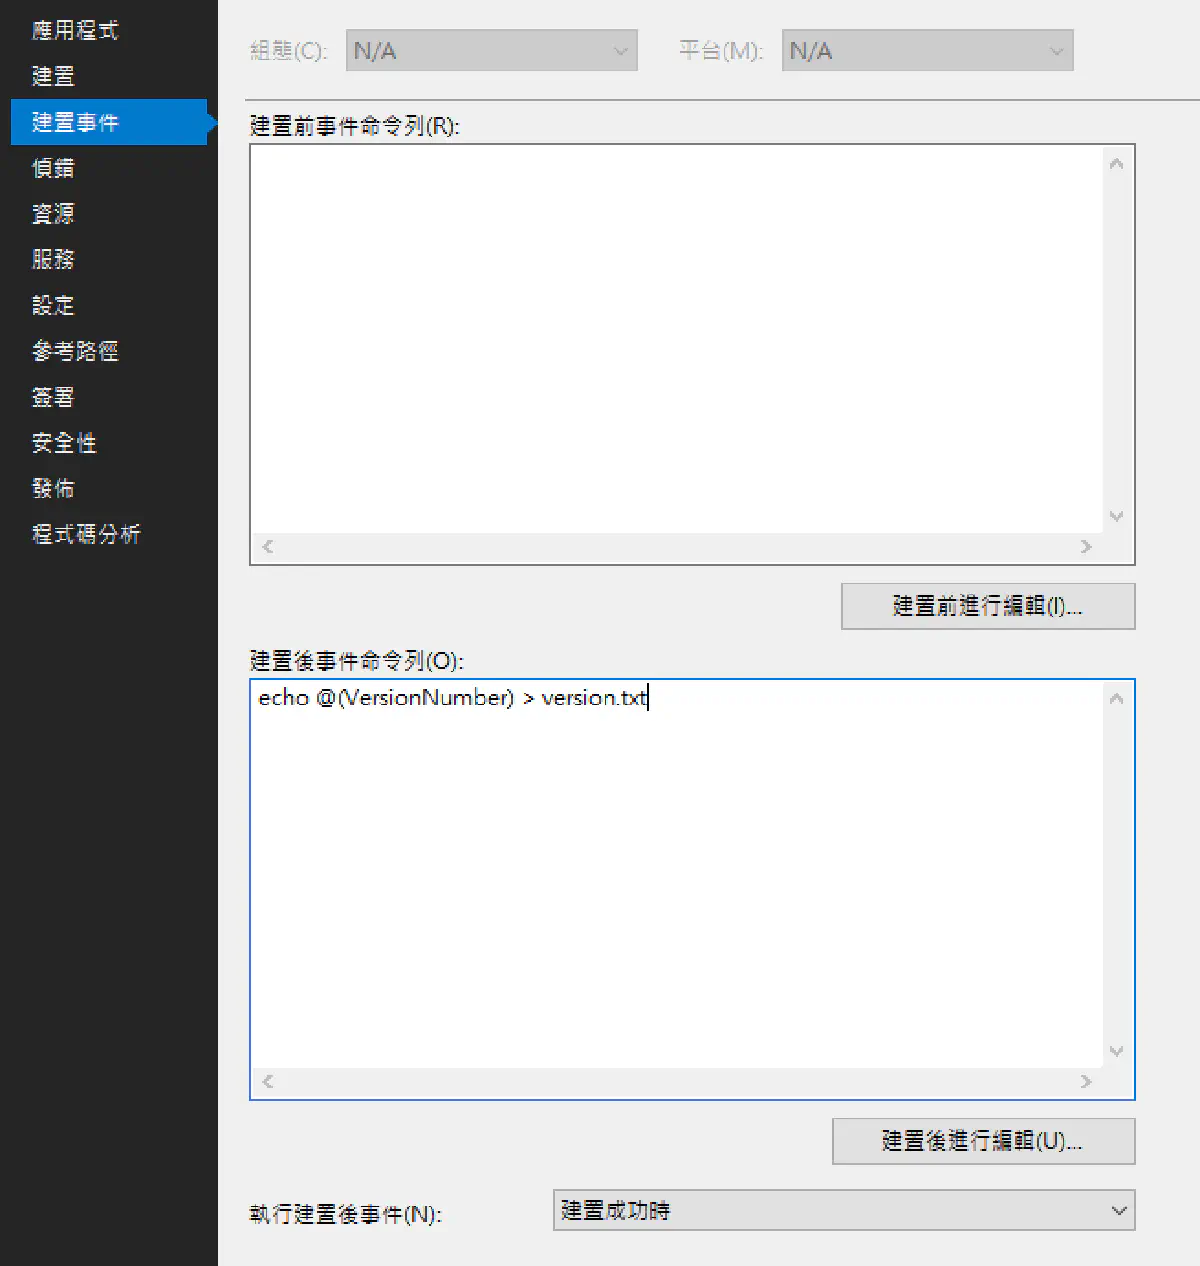 應用程式
建置
建置事件
偵錯
資源
服務
設定
參考路徑
簽署
安全性
發佈
程式碼分析
組態(C): N/A 平台(M): N/A
建置前事件命令列(R):
建置前進行編輯(I)...
建置後事件命令列(O):
echo @(VersionNumber) > version.txt
建置後進行編輯(U)...
執行建置後事件(N): 建置成功時